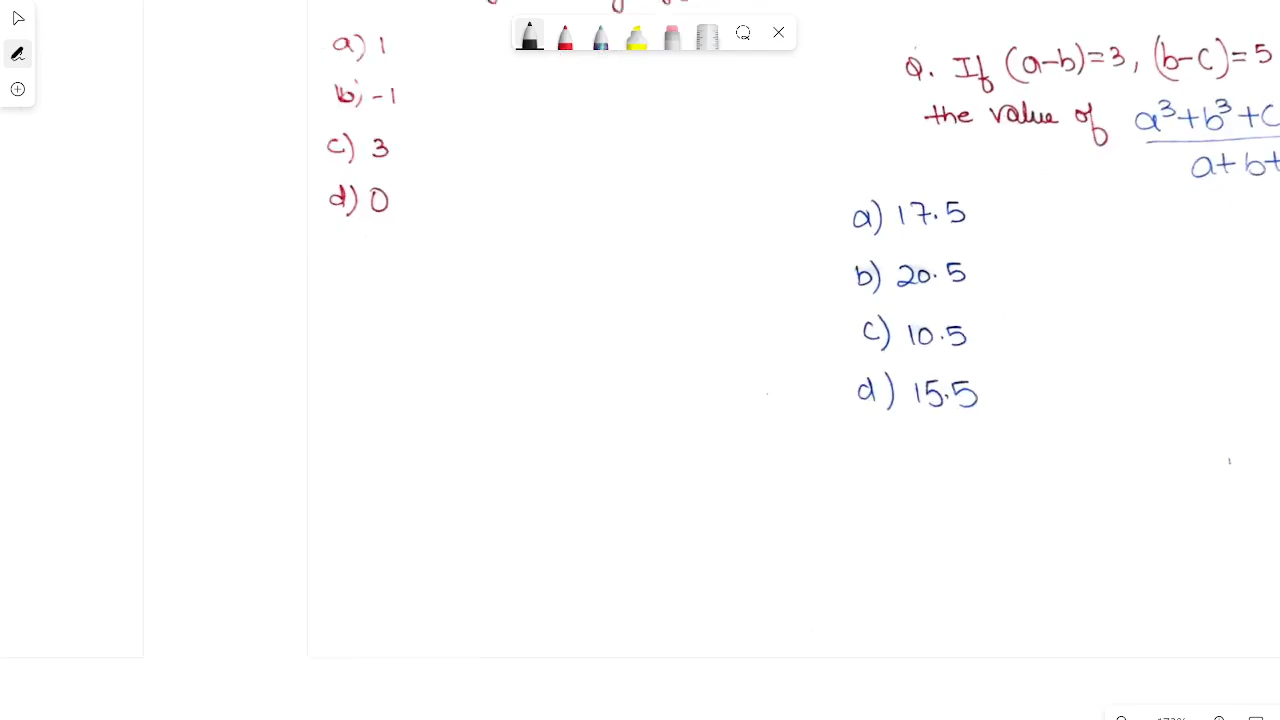 a) 1
b) -1
c) 3
d) 0
Q. If (a-b)=3, (b-c)=5
the value of a³+b³+c
a+b+
a) 17.5
b) 20.5
c) 10.5
d) 15.5